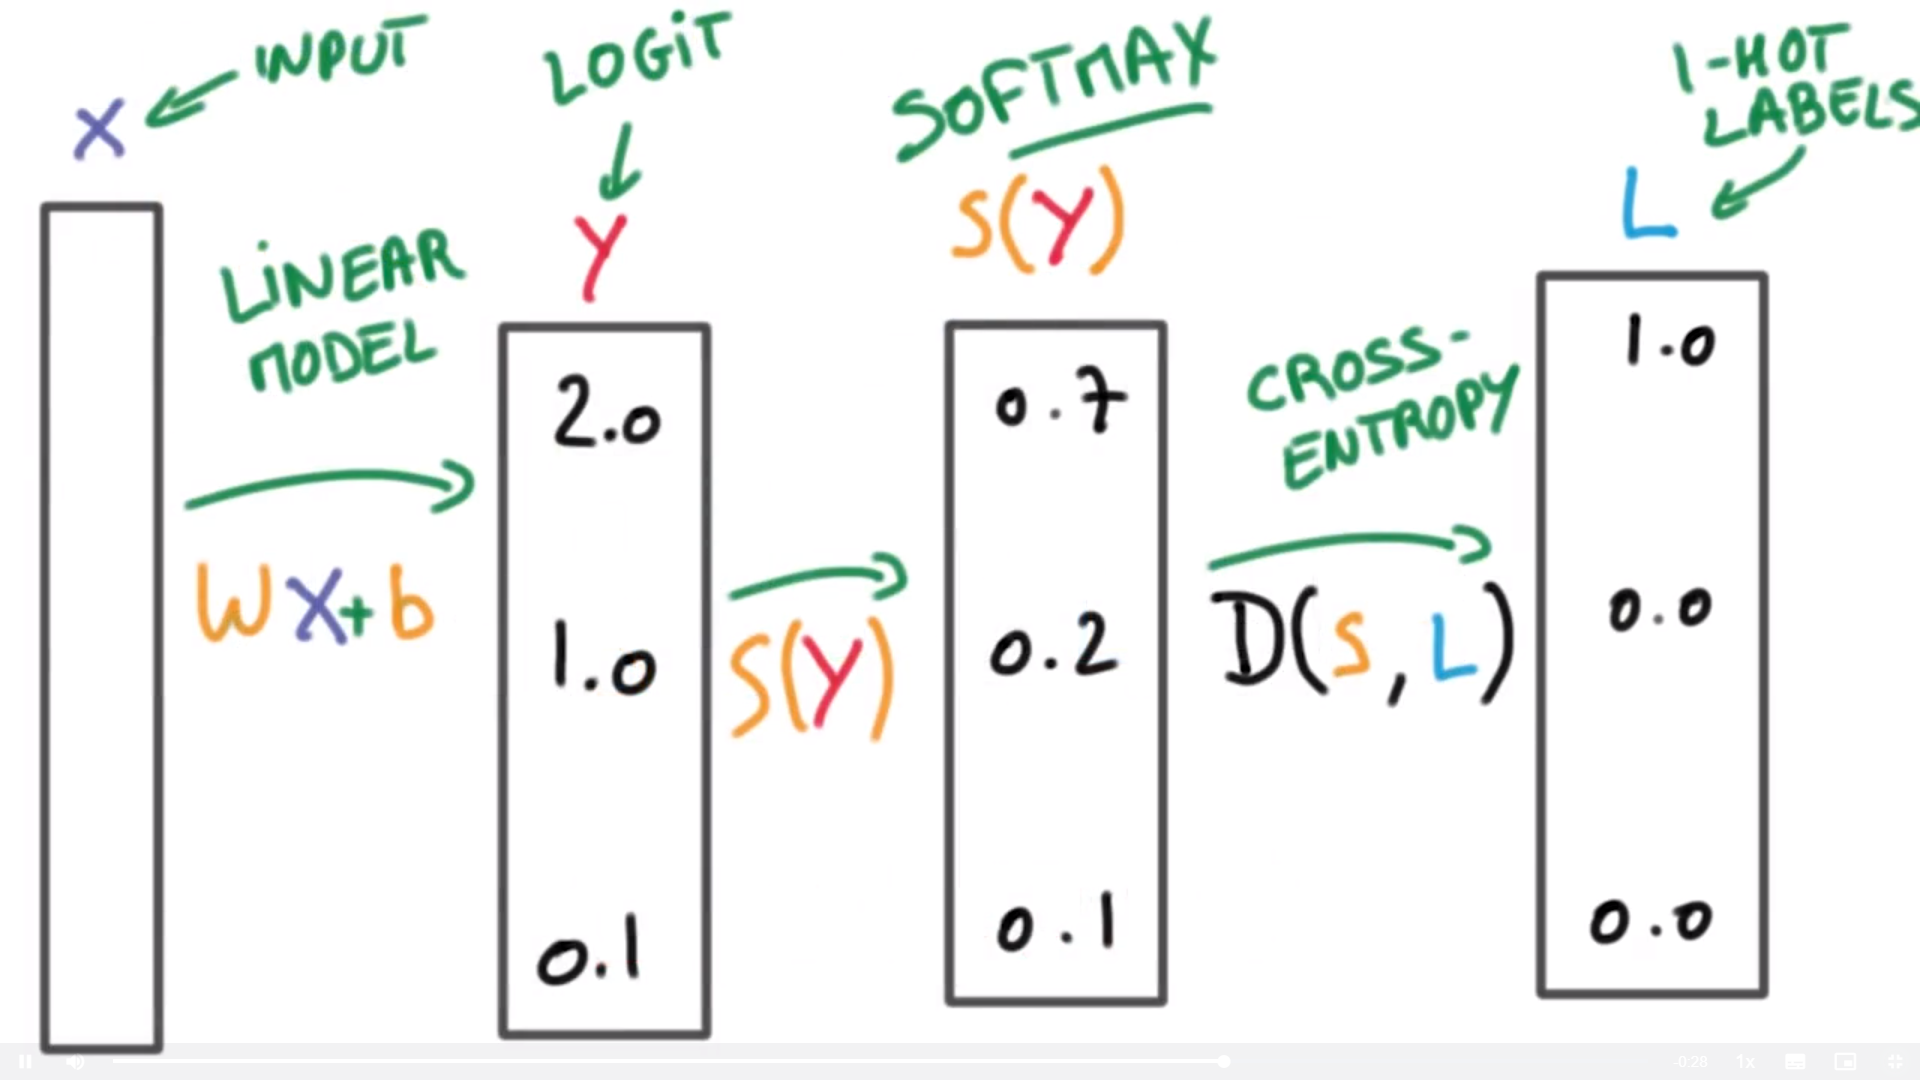 INPUT
X
LINEAR
MODEL
WX+b
LOGIT
Y
2.0
1.0
0.1
S(Y)
SOFTMAX
S(Y)
0.7
0.2
0.1
CROSS-
ENTROPY
D(S,L)
1-HOT
LABELS
L
1.0
0.0
0.0
-0:28
1x